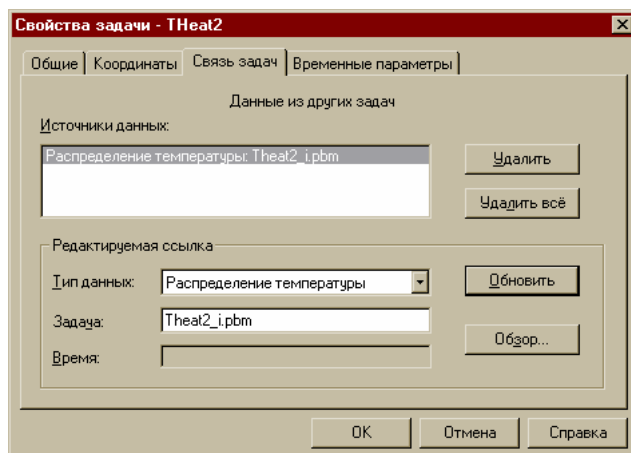 Свойства задачи - THeat2
Общие Координаты Связь задач Временные параметры
Данные из других задач
Источники данных:
Распределение температуры: Theat2_i.pbm
Удалить
Удалить всё
Редактируемая ссылка
Тип данных: Распределение температуры Обновить
Задача: Theat2_i.pbm
Обзор...
Время:
OK Отмена Справка